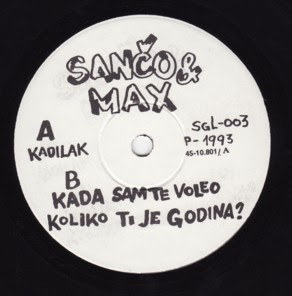 SANČO &
MAX
A
KADILAK
SGL-003
P-1993
45-10.801/A
B
KADA SAM TE VOLEO
KOLIKO TI JE GODINA?